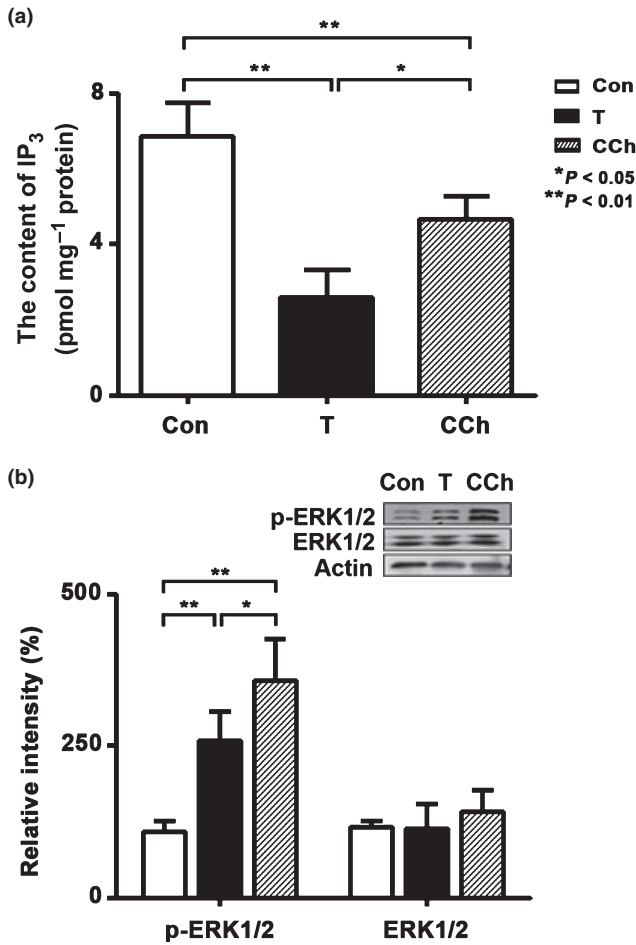 (a)
**
** *
8
4
0
The content of IP3
(pmol mg–1 protein)
Con
T
CCh
*P < 0.05
**P < 0.01
Con T CCh
(b)
Con T CCh
p-ERK1/2
ERK1/2
Actin
500
250
0
Relative intensity (%)
**
** *
p-ERK1/2 ERK1/2